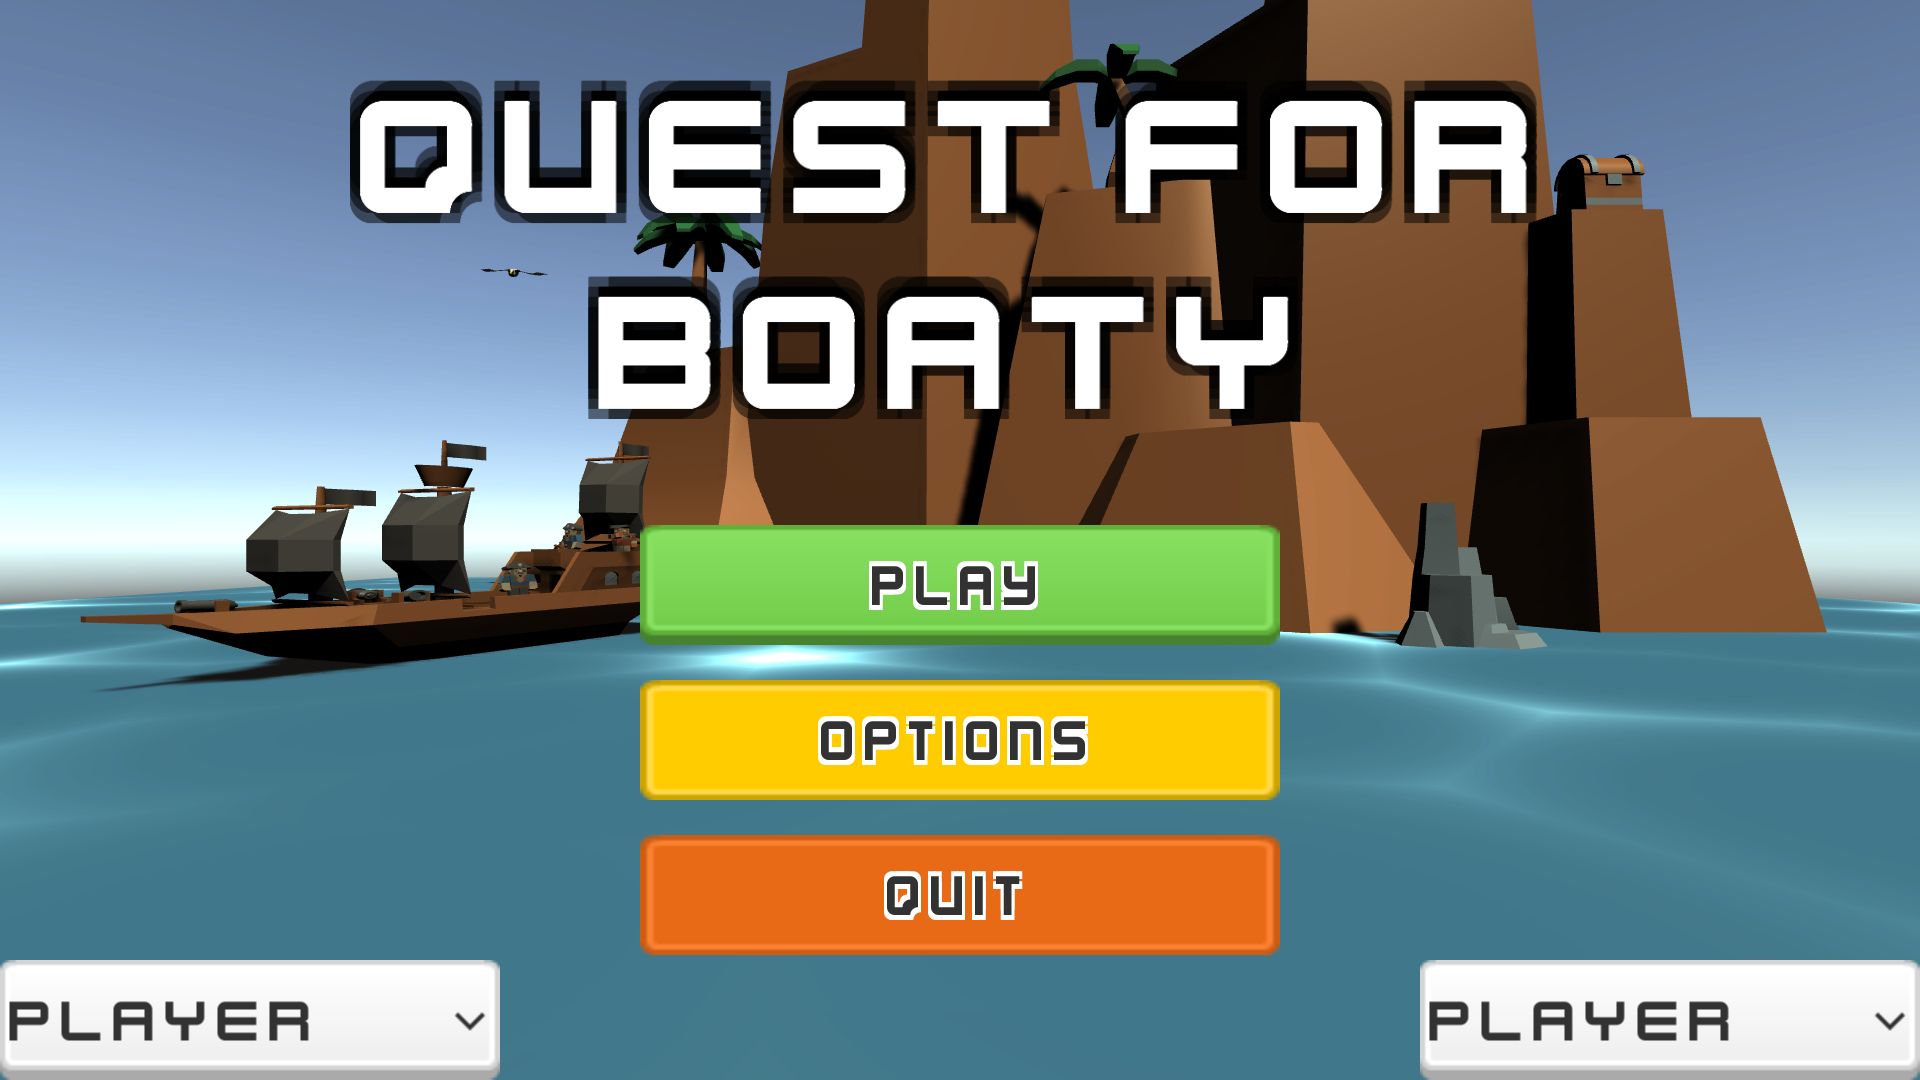 QUEST FOR
BOATY
PLAY
OPTIONS
QUIT
PLAYER
PLAYER